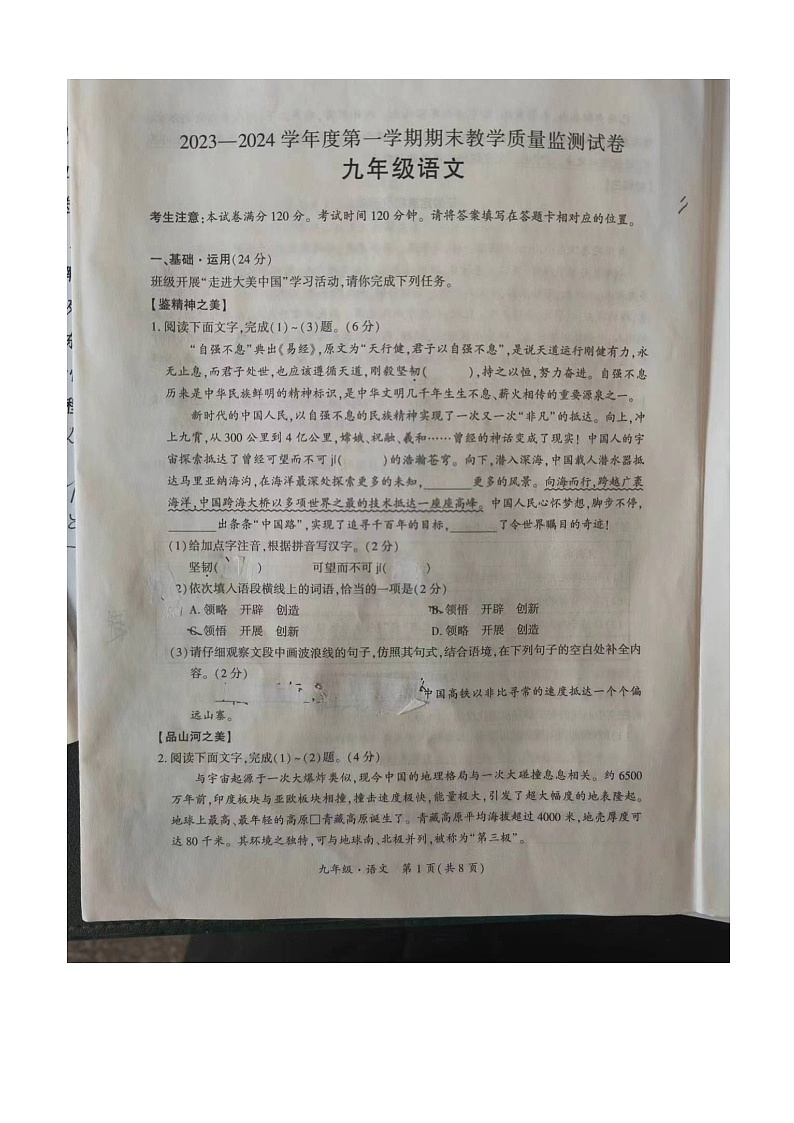 2023—2024 学年度第一学期期末教学质量监测试卷
九年级语文
考生注意:本试卷满分 120 分。考试时间 120 分钟。请将答案填写在答题卡相对应的位置。
一、基础·运用(24 分)
班级开展“走进大美中国”学习活动,请你完成下列任务。
【鉴精神之美】
1. 阅读下面文字,完成(1)~(3)题。(6 分)
“自强不息”典出《易经》,原文为“天行健,君子以自强不息”,是说天道运行刚健有力,永
无止息,而君子处世,也应该遵循天道,刚毅坚韧( ),持之以恒,努力奋进。自强不息
历来是中华民族鲜明的精神标识,是中华文明几千年生生不息、薪火相传的重要源泉之一。
新时代的中国人民,以自强不息的民族精神实现了一次又一次“非凡”的抵达。向上,冲
上九霄,从 300 公里到 4 亿公里,嫦娥、祝融、羲和……曾经的神话变成了现实!中国人的宇
宙探索抵达了曾经可望而不可 jí( )的浩瀚苍穹。向下,潜入深海,中国载人潜水器抵
达马里亚纳海沟,在海洋最深处探索更多的未知,________更多的风景。向海而行,跨越广袤
海洋,中国跨海大桥以多项世界之最的技术抵达一座座高峰。中国人民心怀梦想,脚步不停,
________出条条“中国路”,实现了追寻千百年的目标,________了令世界瞩目的奇迹!
(1)给加点字注音,根据拼音写汉字。(2 分)
坚韧( ) 可望而不可 jí( )
(2)依次填入语段横线上的词语,恰当的一项是(2 分)
A. 领略 开辟 创造 B. 领悟 开辟 创新
C. 领悟 开展 创新 D. 领略 开展 创造
(3)请仔细观察文段中画波浪线的句子,仿照其句式,结合语境,在下列句子的空白处补全内
容。(2 分)
中国高铁以非比寻常的速度抵达一个个偏
远山寨。
【品山河之美】
2. 阅读下面文字,完成(1)~(2)题。(4 分)
与宇宙起源于一次大爆炸类似,现今中国的地理格局与一次大碰撞息息相关。约 6500
万年前,印度板块与亚欧板块相撞,撞击速度极快,能量极大,引发了超大幅度的地表隆起。
地球上最高、最年轻的高原□青藏高原诞生了。青藏高原平均海拔超过 4000 米,地壳厚度可
达 80 千米。其环境之独特,可与地球南、北极并列,被称为“第三极”。
九年级·语文 第 1 页(共 8 页)